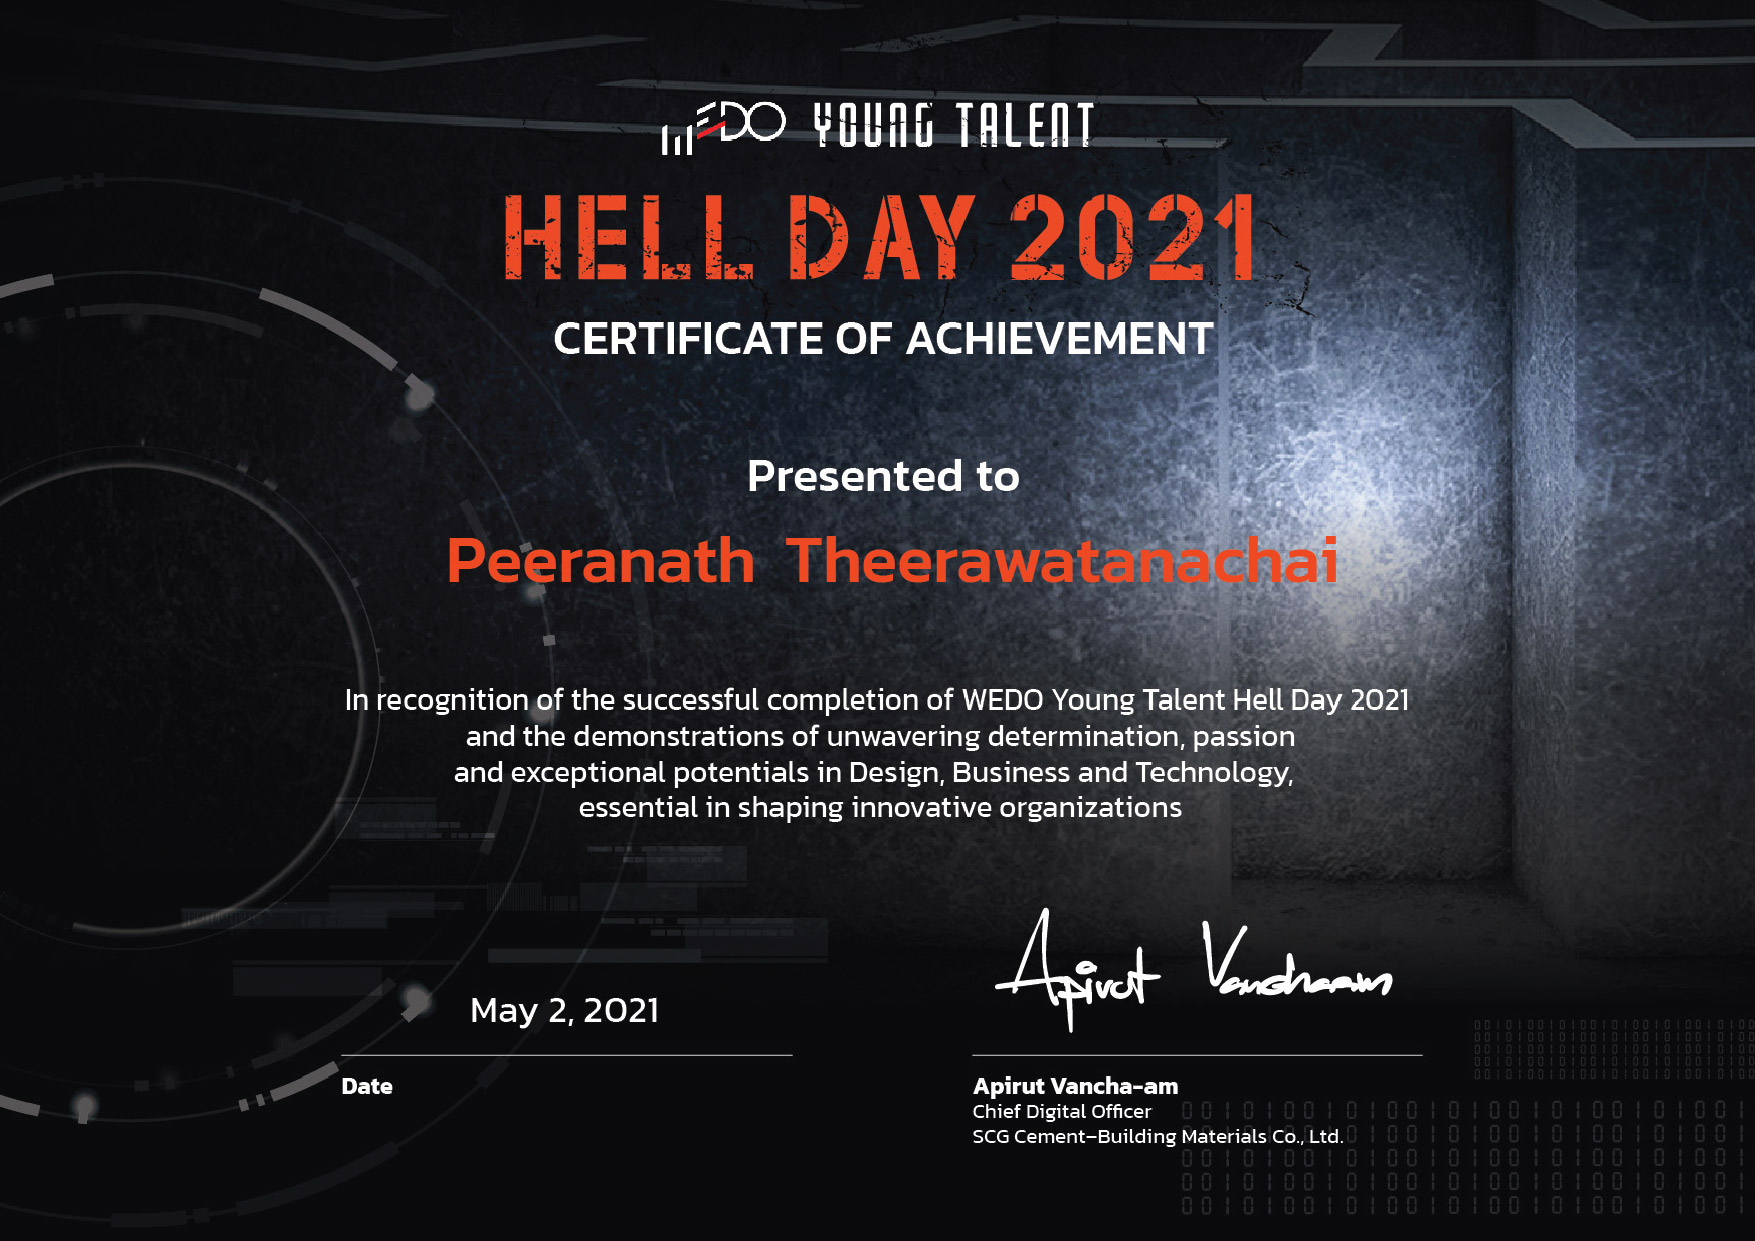 WEDO YOUNG TALENT
HELL DAY 2021
CERTIFICATE OF ACHIEVEMENT
Presented to
Peeranath Theerawatanachai
In recognition of the successful completion of WEDO Young Talent Hell Day 2021
and the demonstrations of unwavering determination, passion
and exceptional potentials in Design, Business and Technology,
essential in shaping innovative organizations
Apirut Vanchaam
May 2, 2021
Date
Apirut Vancha-am
Chief Digital Officer
SCG Cement–Building Materials Co., Ltd.